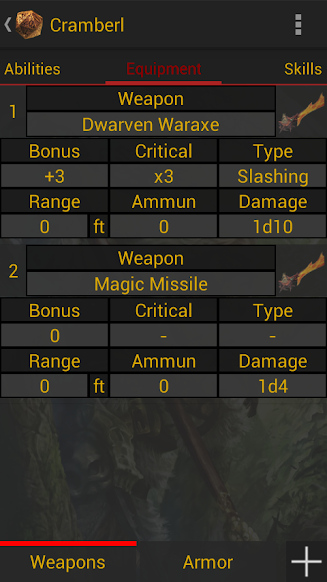 Cramberl
Abilities Equipment Skills
1 Weapon
Dwarven Waraxe
Bonus Critical Type
+3 x3 Slashing
Range Ammun Damage
0 ft 0 1d10
2 Weapon
Magic Missile
Bonus Critical Type
0 - -
Range Ammun Damage
0 ft 0 1d4
Weapons Armor